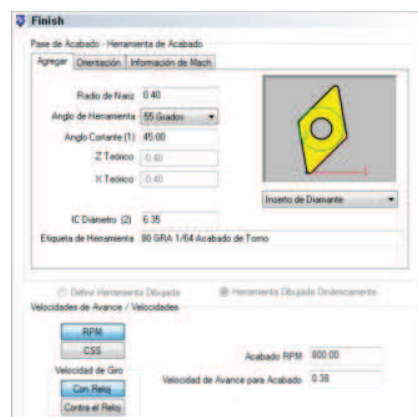 Finish
Pase de Acabado - Herramienta de Acabado
Agregar Orientación Información de Mach
Radio de Nariz 0.40
Anglo de Herramienta 55 Grados
Anglo Cortante (1) 45.00
Z Teórico 0.40
X Teórico 0.40
Inserto de Diamante
IC Diametro (2) 6.35
Etiqueta de Herramienta 80 GRA 1/64 Acabado de Torno
Definir Herramienta Dibujada Herramienta Dibujada Dinámicamente
Velocidades de Avance / Velocidades
RPM
CSS
Acabado RPM 800.00
Velocidad de Giro
Velocidad de Avance para Acabado 0.38
Con Reloj
Contra el Reloj